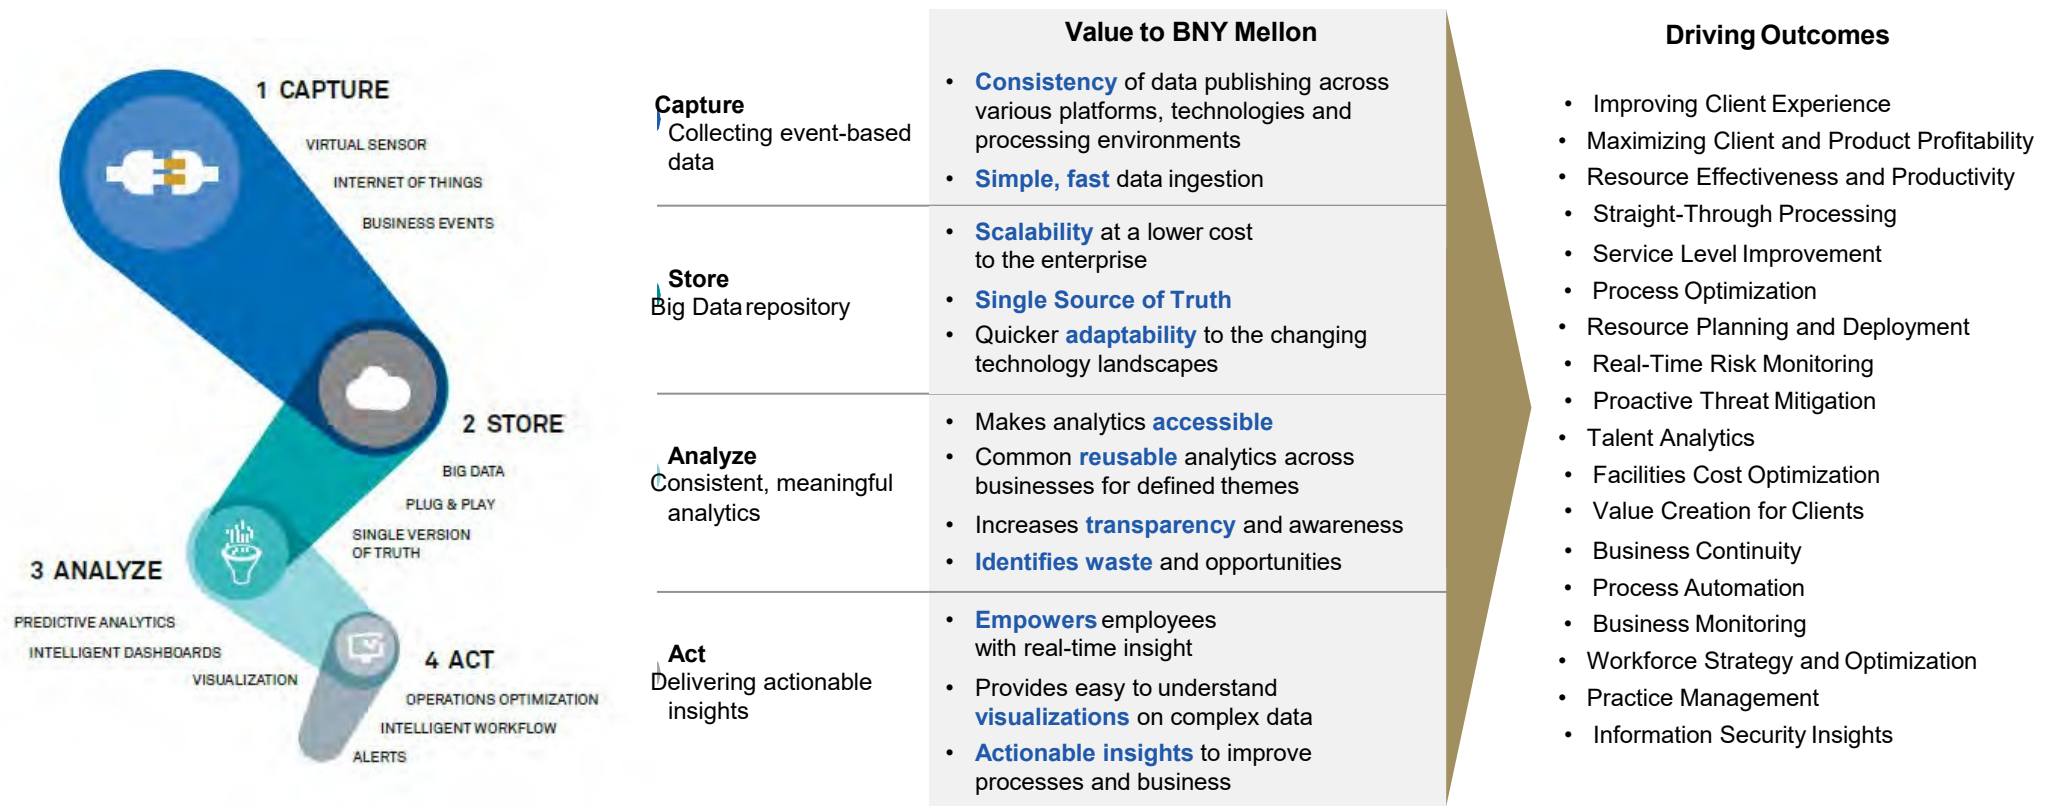 1 CAPTURE
VIRTUAL SENSOR
INTERNET OF THINGS
BUSINESS EVENTS
2 STORE
BIG DATA
PLUG & PLAY
SINGLE VERSION
OF TRUTH
3 ANALYZE
PREDICTIVE ANALYTICS
INTELLIGENT DASHBOARDS
VISUALIZATION
4 ACT
OPERATIONS OPTIMIZATION
INTELLIGENT WORKFLOW
ALERTS
Value to BNY Mellon
Capture
Collecting event-based
data
• Consistency of data publishing across
various platforms, technologies and
processing environments
• Simple, fast data ingestion
Store
Big Data repository
• Scalability at a lower cost
to the enterprise
• Single Source of Truth
• Quicker adaptability to the changing
technology landscapes
Analyze
Consistent, meaningful
analytics
• Makes analytics accessible
• Common reusable analytics across
businesses for defined themes
• Increases transparency and awareness
• Identifies waste and opportunities
Act
Delivering actionable
insights
• Empowers employees
with real-time insight
• Provides easy to understand
visualizations on complex data
• Actionable insights to improve
processes and business
Driving Outcomes
• Improving Client Experience
• Maximizing Client and Product Profitability
• Resource Effectiveness and Productivity
• Straight-Through Processing
• Service Level Improvement
• Process Optimization
• Resource Planning and Deployment
• Real-Time Risk Monitoring
• Proactive Threat Mitigation
• Talent Analytics
• Facilities Cost Optimization
• Value Creation for Clients
• Business Continuity
• Process Automation
• Business Monitoring
• Workforce Strategy and Optimization
• Practice Management
• Information Security Insights